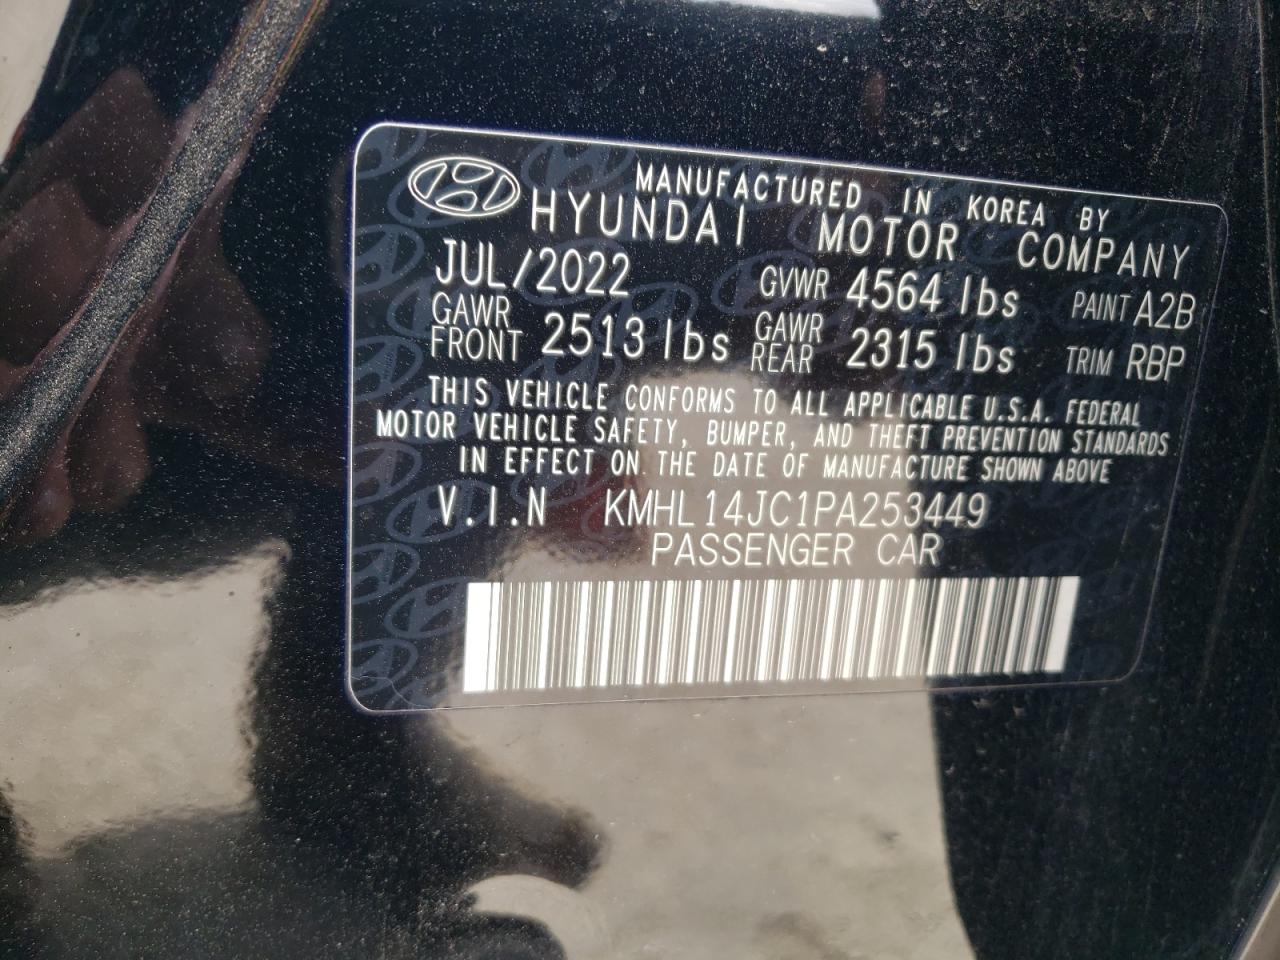 MANUFACTURED IN KOREA BY
HYUNDAI MOTOR COMPANY
JUL/2022 GVWR 4564 lbs PAINT A2B
GAWR FRONT 2513 lbs GAWR REAR 2315 lbs TRIM RBP
THIS VEHICLE CONFORMS TO ALL APPLICABLE U.S.A. FEDERAL
MOTOR VEHICLE SAFETY, BUMPER, AND THEFT PREVENTION STANDARDS
IN EFFECT ON THE DATE OF MANUFACTURE SHOWN ABOVE
V.I.N KMHL14JC1PA253449
PASSENGER CAR